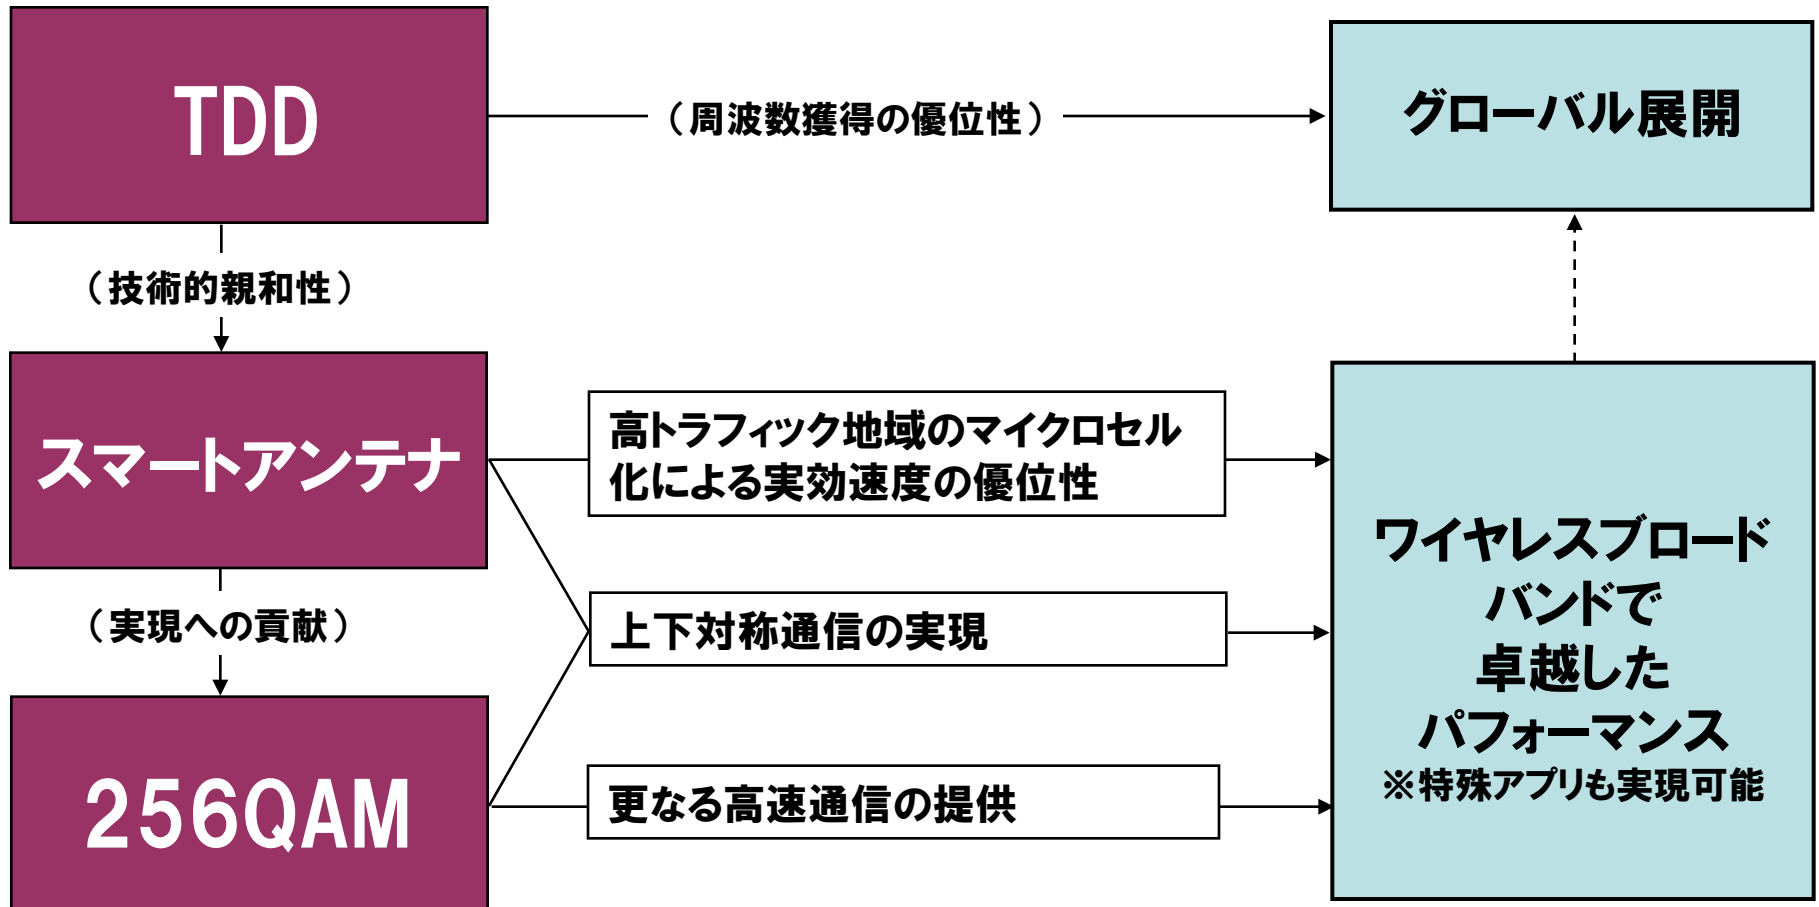 TDD
（周波数獲得の優位性）
グローバル展開
（技術的親和性）
スマートアンテナ
高トラフィック地域のマイクロセル
化による実効速度の優位性
（実現への貢献）
上下対称通信の実現
256QAM
更なる高速通信の提供
ワイヤレスブロード
バンドで
卓越した
パフォーマンス
※特殊アプリも実現可能